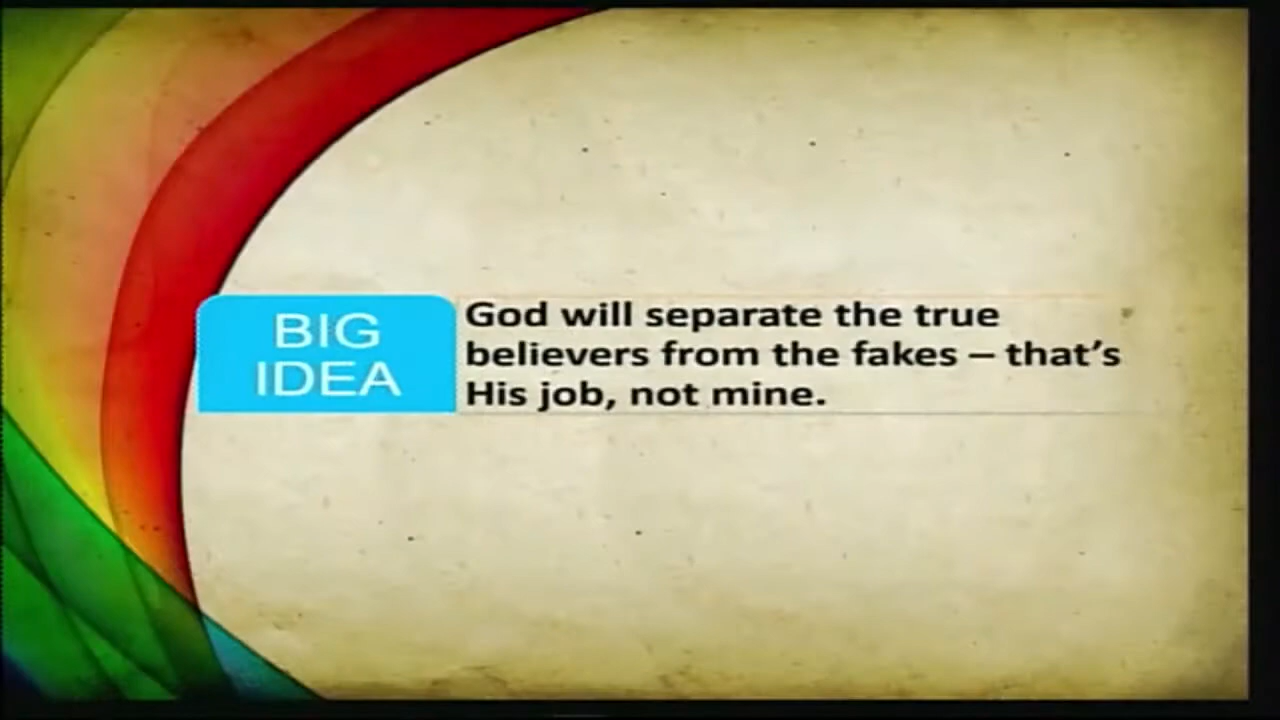 BIG
IDEA
God will separate the true
believers from the fakes – that's
His job, not mine.